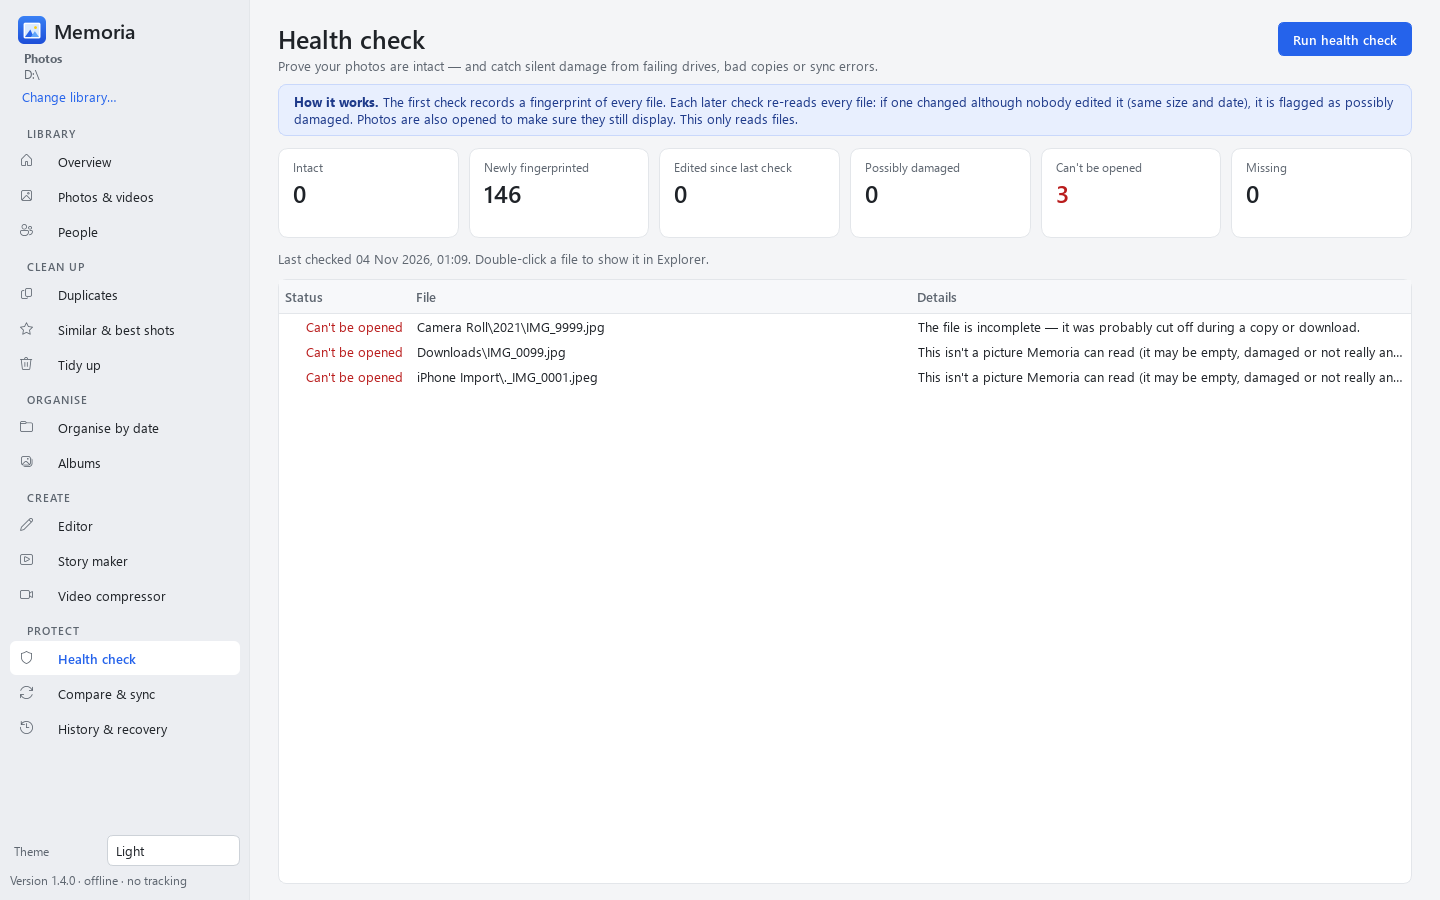 Memoria
Photos
D:\
Change library...
LIBRARY
Overview
Photos & videos
People
CLEAN UP
Duplicates
Similar & best shots
Tidy up
ORGANISE
Organise by date
Albums
CREATE
Editor
Story maker
Video compressor
PROTECT
Health check
Compare & sync
History & recovery
Theme
Light
Version 1.4.0 · offline · no tracking
Health check
Run health check
Prove your photos are intact — and catch silent damage from failing drives, bad copies or sync errors.
How it works. The first check records a fingerprint of every file. Each later check re-reads every file: if one changed although nobody edited it (same size and date), it is flagged as possibly
damaged. Photos are also opened to make sure they still display. This only reads files.
Intact
0
Newly fingerprinted
146
Edited since last check
0
Possibly damaged
0
Can't be opened
3
Missing
0
Last checked 04 Nov 2026, 01:09. Double-click a file to show it in Explorer.
Status File Details
Can't be opened Camera Roll\2021\IMG_9999.jpg The file is incomplete — it was probably cut off during a copy or download.
Can't be opened Downloads\IMG_0099.jpg This isn't a picture Memoria can read (it may be empty, damaged or not really an...
Can't be opened iPhone Import\._IMG_0001.jpeg This isn't a picture Memoria can read (it may be empty, damaged or not really an...